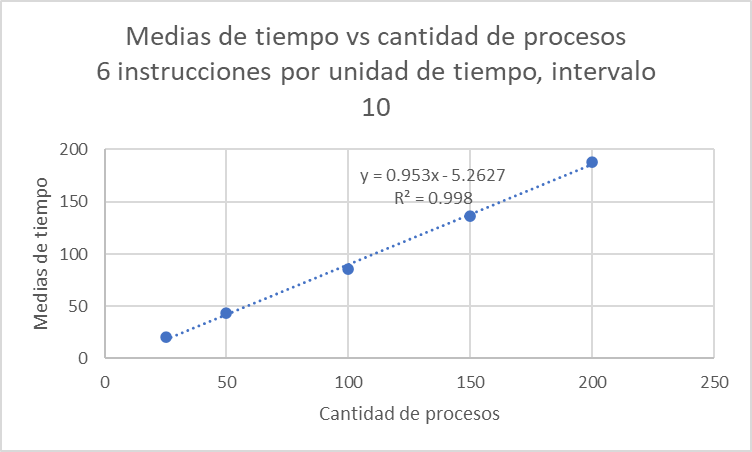 Medias de tiempo vs cantidad de procesos
6 instrucciones por unidad de tiempo, intervalo
10
200
150
100
50
0
Medias de tiempo
y = 0.953x - 5.2627
R² = 0.998
0
50
100
150
200
250
Cantidad de procesos